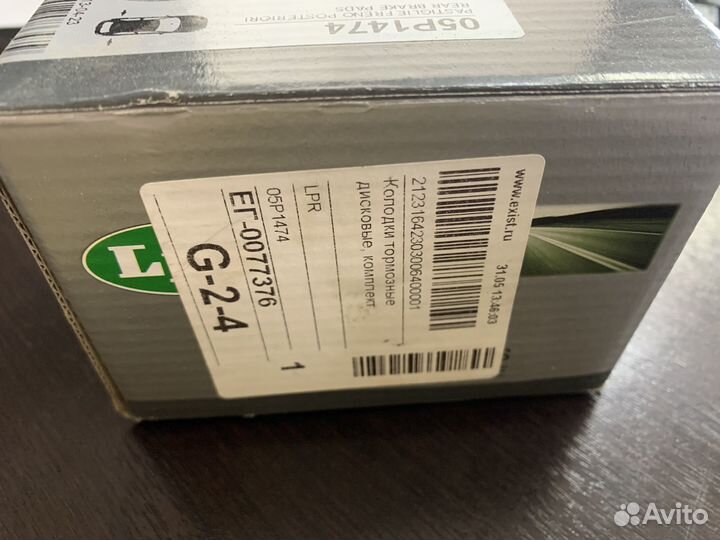 05P1474
PASTIGLIE FRENO POSTERIORI
REAR BRAKE PADS
www.exist.ru
31.05 13:46:03
21231642303006400001
Колодки тормозные
дисковые, комплект
LPR
05P1474
ЕГ-0077376
G-2-4
1
Avito